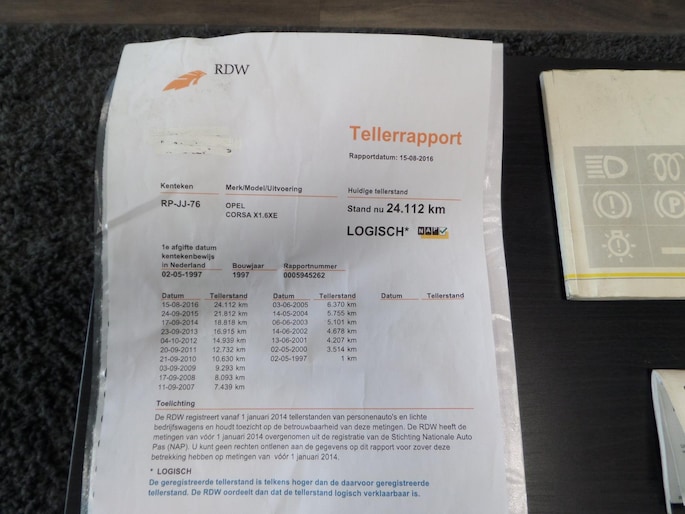 RDW
Tellerrapport
Rapportdatum: 15-08-2016
Kenteken Merk/Model/Uitvoering Huidige tellerstand
RP-JJ-76 OPEL Stand nu 24.112 km
CORSA X1.6XE
LOGISCH* NAP
1e afgifte datum
kentekenbewijs
in Nederland Bouwjaar Rapportnummer
02-05-1997 1997 0005945262
Datum Tellerstand Datum Tellerstand Datum Tellerstand
15-08-2016 24.112 km 03-06-2005 6.370 km
24-09-2015 21.812 km 14-05-2004 5.755 km
17-09-2014 18.818 km 06-06-2003 5.101 km
23-09-2013 16.915 km 14-06-2002 4.678 km
04-10-2012 14.939 km 13-06-2001 4.207 km
20-09-2011 12.732 km 02-05-2000 3.514 km
21-09-2010 10.630 km 02-05-1997 1 km
03-09-2009 9.293 km
17-09-2008 8.093 km
11-09-2007 7.439 km
Toelichting
De RDW registreert vanaf 1 januari 2014 tellerstanden van personenauto's en lichte
bedrijfswagens en houdt toezicht op de betrouwbaarheid van deze metingen. De RDW heeft de
metingen van vóór 1 januari 2014 overgenomen uit de registratie van de Stichting Nationale Auto
Pas (NAP). U kunt geen rechten ontlenen aan de gegevens op dit rapport voor zover deze
betrekking hebben op metingen van vóór 1 januari 2014.
* LOGISCH
De geregistreerde tellerstand is telkens hoger dan de daarvoor geregistreerde
tellerstand. De RDW oordeelt dan dat de tellerstand logisch verklaarbaar is.
P